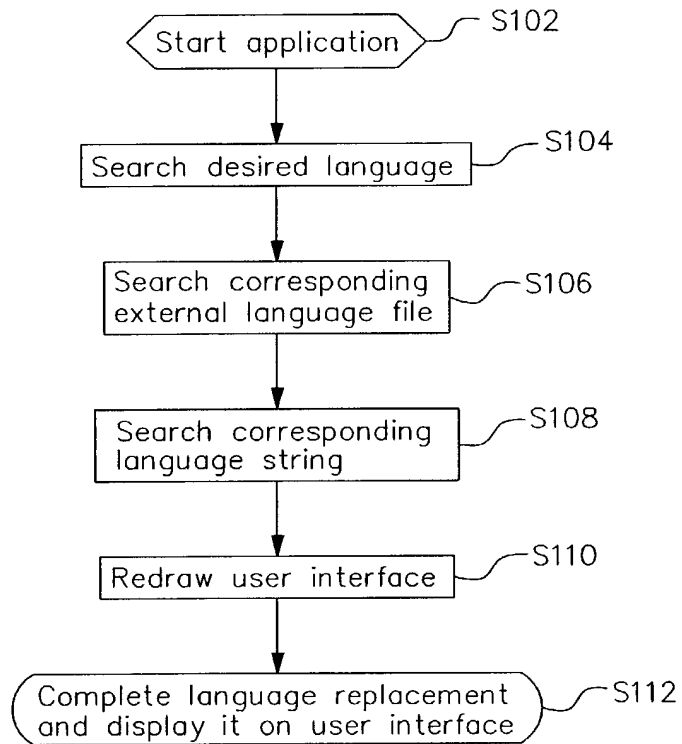 Start application
S102
Search desired language
S104
Search corresponding
external language file
S106
Search corresponding
language string
S108
Redraw user interface
S110
Complete language replacement
and display it on user interface
S112